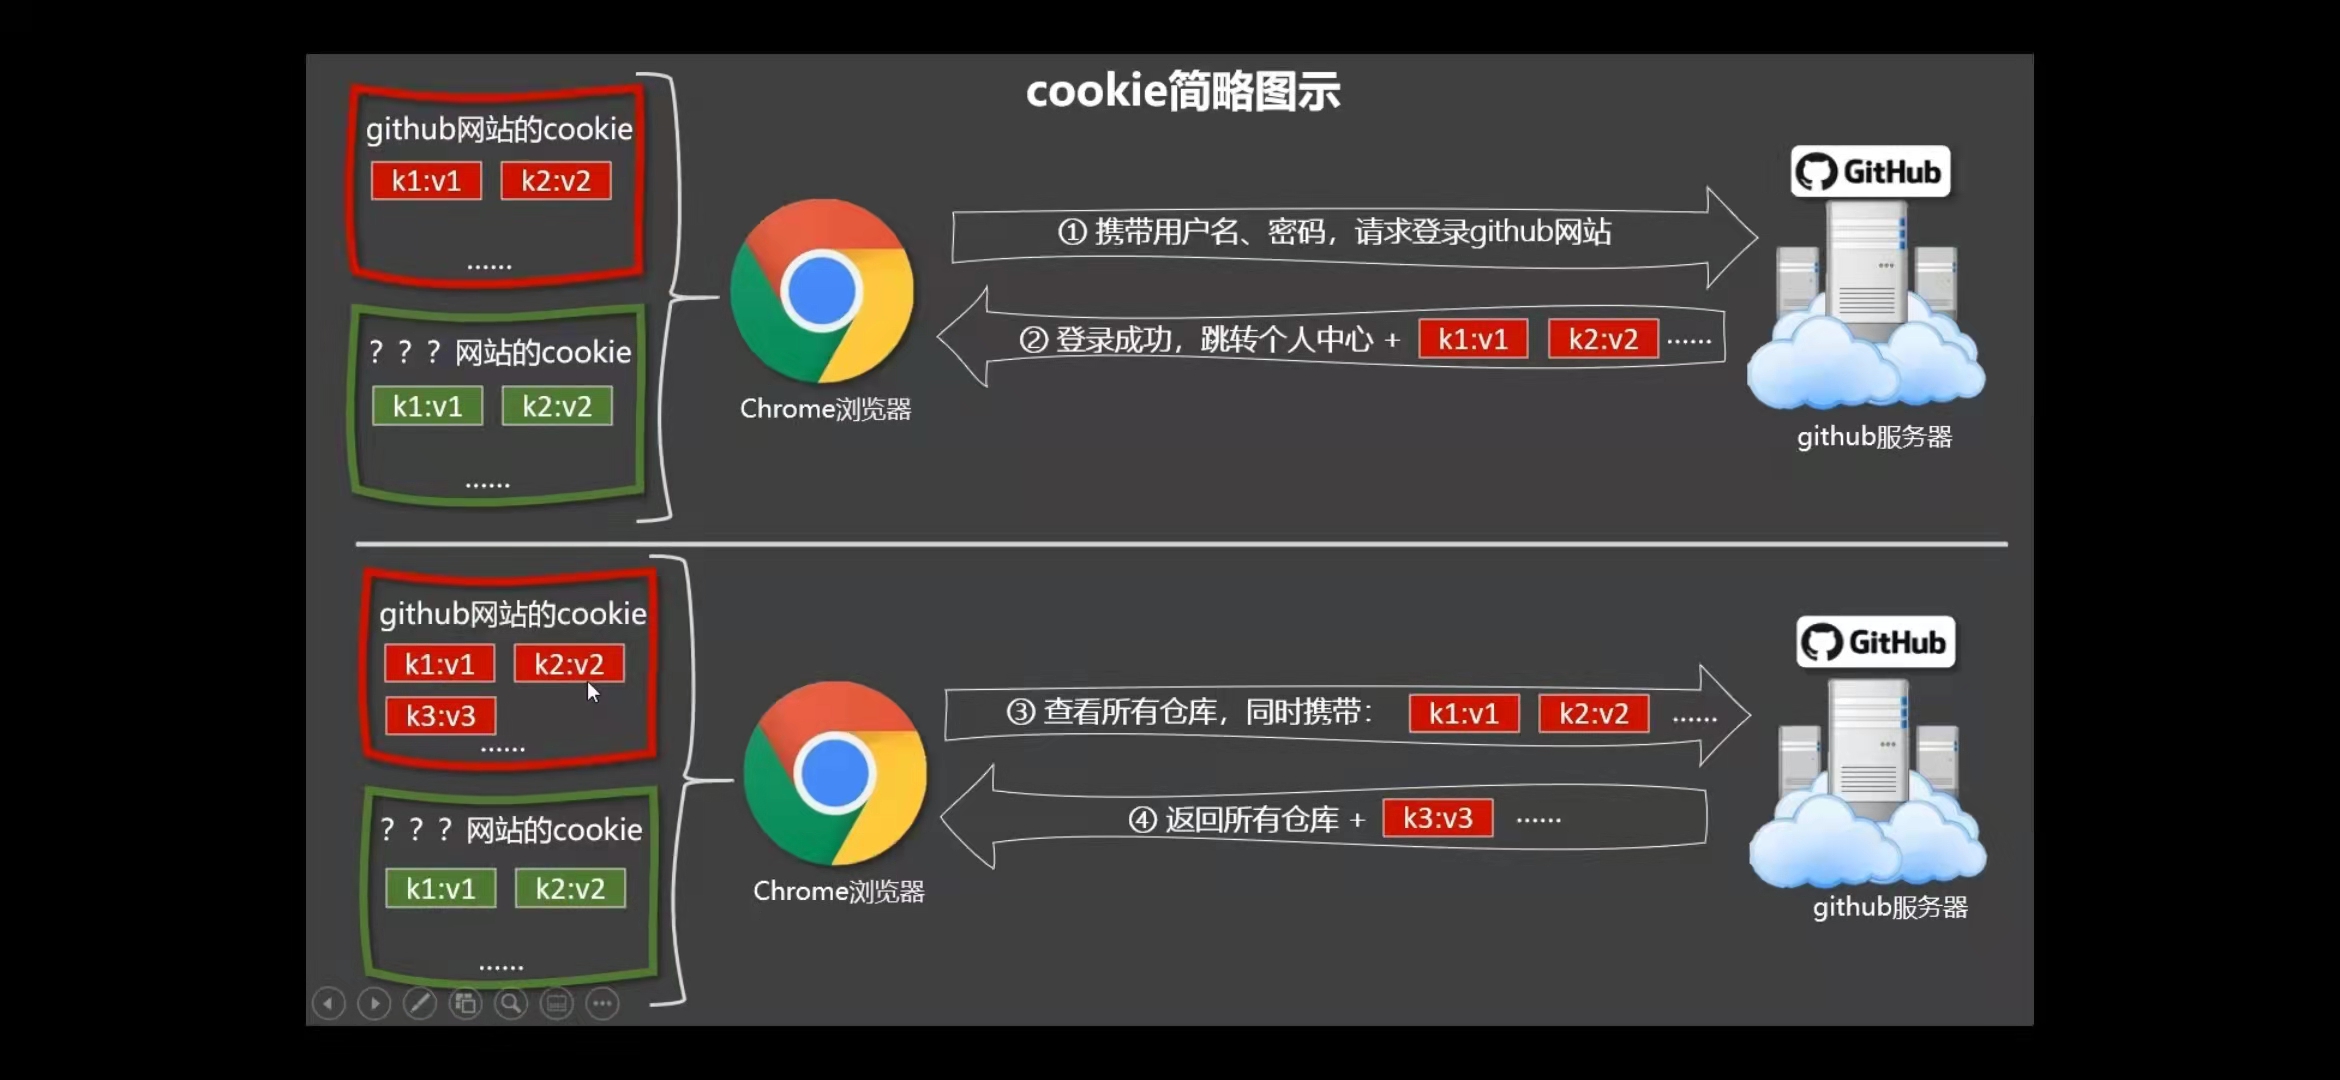 cookie简略图示
github网站的cookie
k1:v1 k2:v2
......
？？？网站的cookie
k1:v1 k2:v2
......
Chrome浏览器
① 携带用户名、密码，请求登录github网站
② 登录成功，跳转个人中心 + k1:v1 k2:v2 ......
GitHub
github服务器
github网站的cookie
k1:v1 k2:v2
k3:v3
......
？？？网站的cookie
k1:v1 k2:v2
......
Chrome浏览器
③ 查看所有仓库，同时携带： k1:v1 k2:v2 ......
④ 返回所有仓库 + k3:v3 ......
GitHub
github服务器